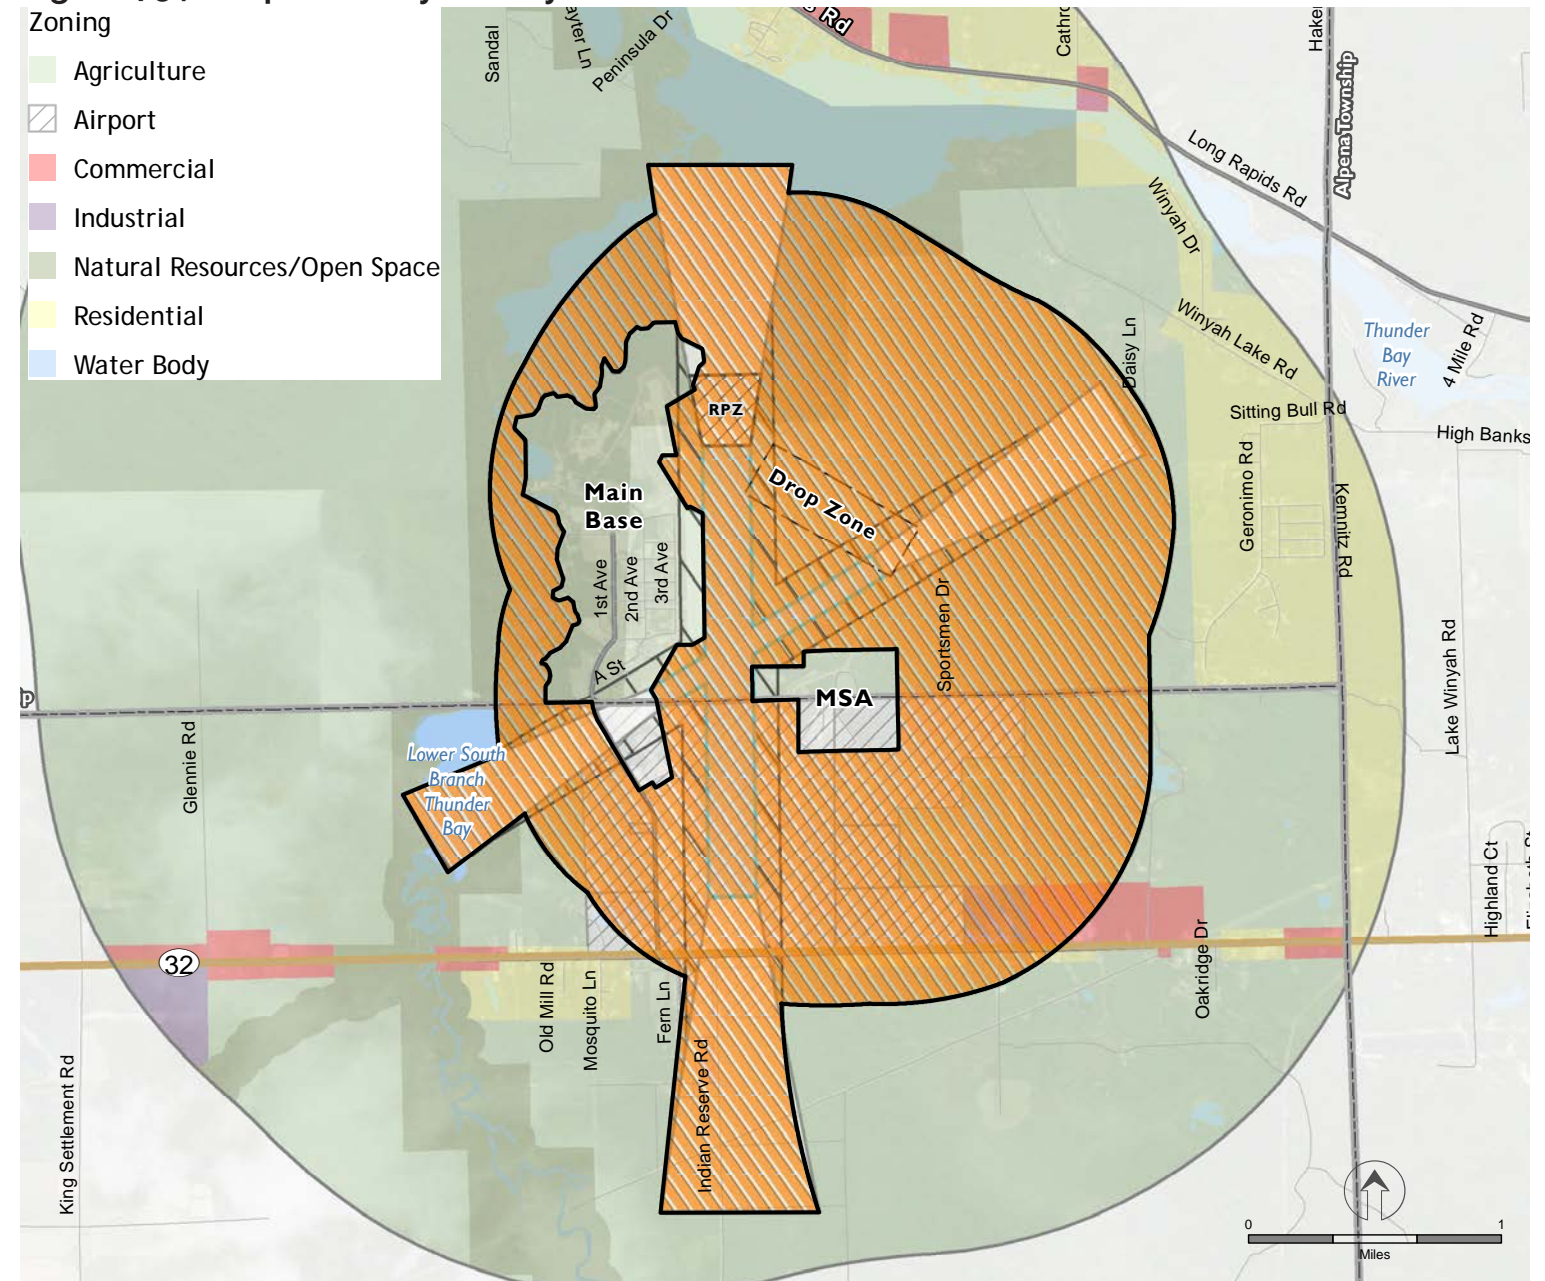 Zoning
Agriculture
Airport
Commercial
Industrial
Natural Resources/Open Space
Residential
Water Body
Sandal
Peninsula Dr
Rd
Long Rapids Rd
Alpena Township
Winyah Dr
Winyah Lake Rd
Daisy Ln
Thunder
Bay
River
4 Mile Rd
Sitting Bull Rd
High Banks
Geronimo Rd
Kemnitz Rd
RPZ
Drop Zone
Main
Base
1st Ave
2nd Ave
3rd Ave
A St
Sportsmen Dr
MSA
Lake Winyah Rd
Glennie Rd
Lower South
Branch
Thunder
Bay
Highland Ct
32
Old Mill Rd
Mosquito Ln
Fern Ln
Oakridge Dr
Indian Reserve Rd
King Settlement Rd
0
1
Miles